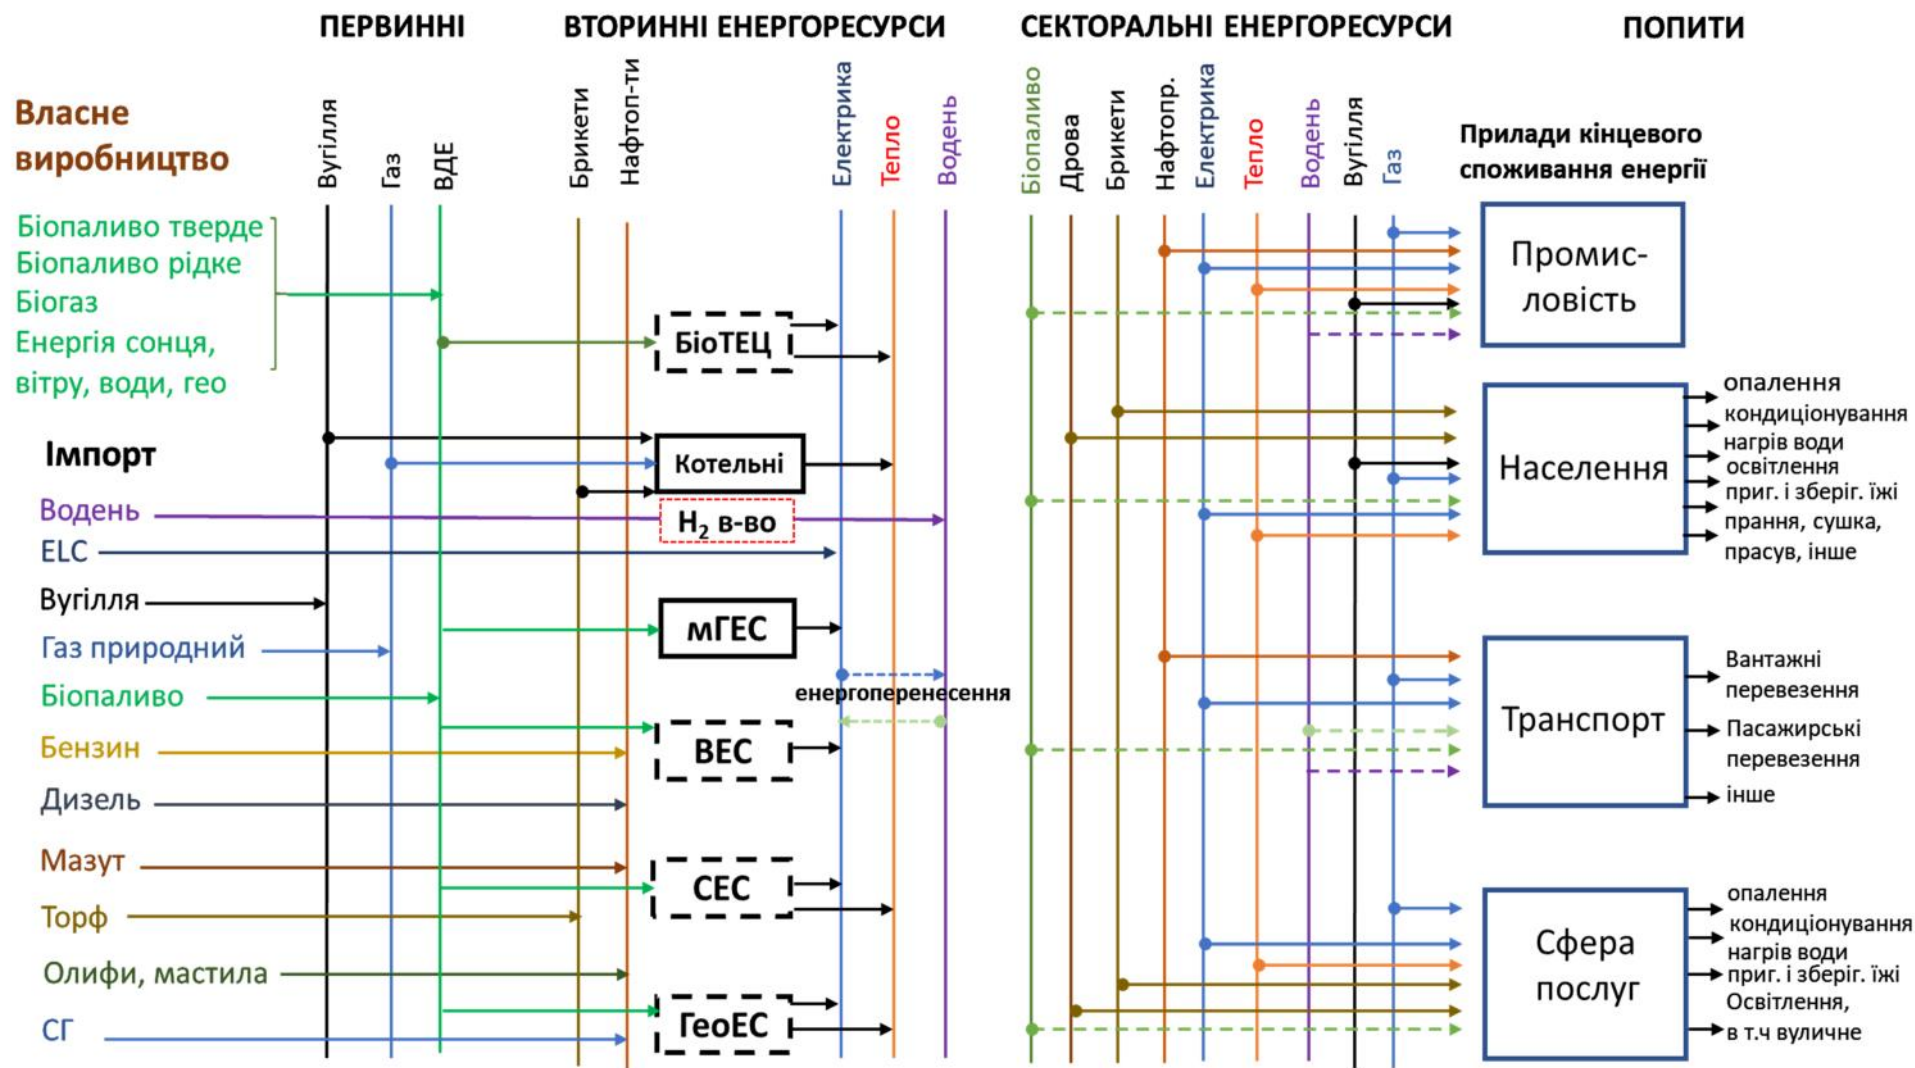 ПЕРВИННІ
ВТОРИННІ ЕНЕРГОРЕСУРСИ
СЕКТОРАЛЬНІ ЕНЕРГОРЕСУРСИ
ПОПИТИ
Власне
виробництво
Вугілля
Газ
ВДЕ
Брикети
Нафтоп-ти
Електрика
Тепло
Водень
Біопаливо
Дрова
Брикети
Нафтопр.
Електрика
Тепло
Водень
Вугілля
Газ
Прилади кінцевого
споживання енергії
Біопаливо тверде
Біопаливо рідке
Біогаз
Енергія сонця,
вітру, води, гео
Імпорт
Водень
ELC
Вугілля
Газ природний
Біопаливо
Бензин
Дизель
Мазут
Торф
Олифи, мастила
СГ
БіоТЕЦ
Котельні
H2 в-во
мГЕС
енергоперенесення
ВЕС
СЕС
ГеоЕС
Промис-
ловість
Населення
опалення
кондиціонування
нагрів води
освітлення
приг. і зберіг. їжі
прання, сушка,
прасув, інше
Транспорт
Вантажні
перевезення
Пасажирські
перевезення
інше
Сфера
послуг
опалення
кондиціонування
нагрів води
приг. і зберіг. їжі
Освітлення,
в т.ч вуличне